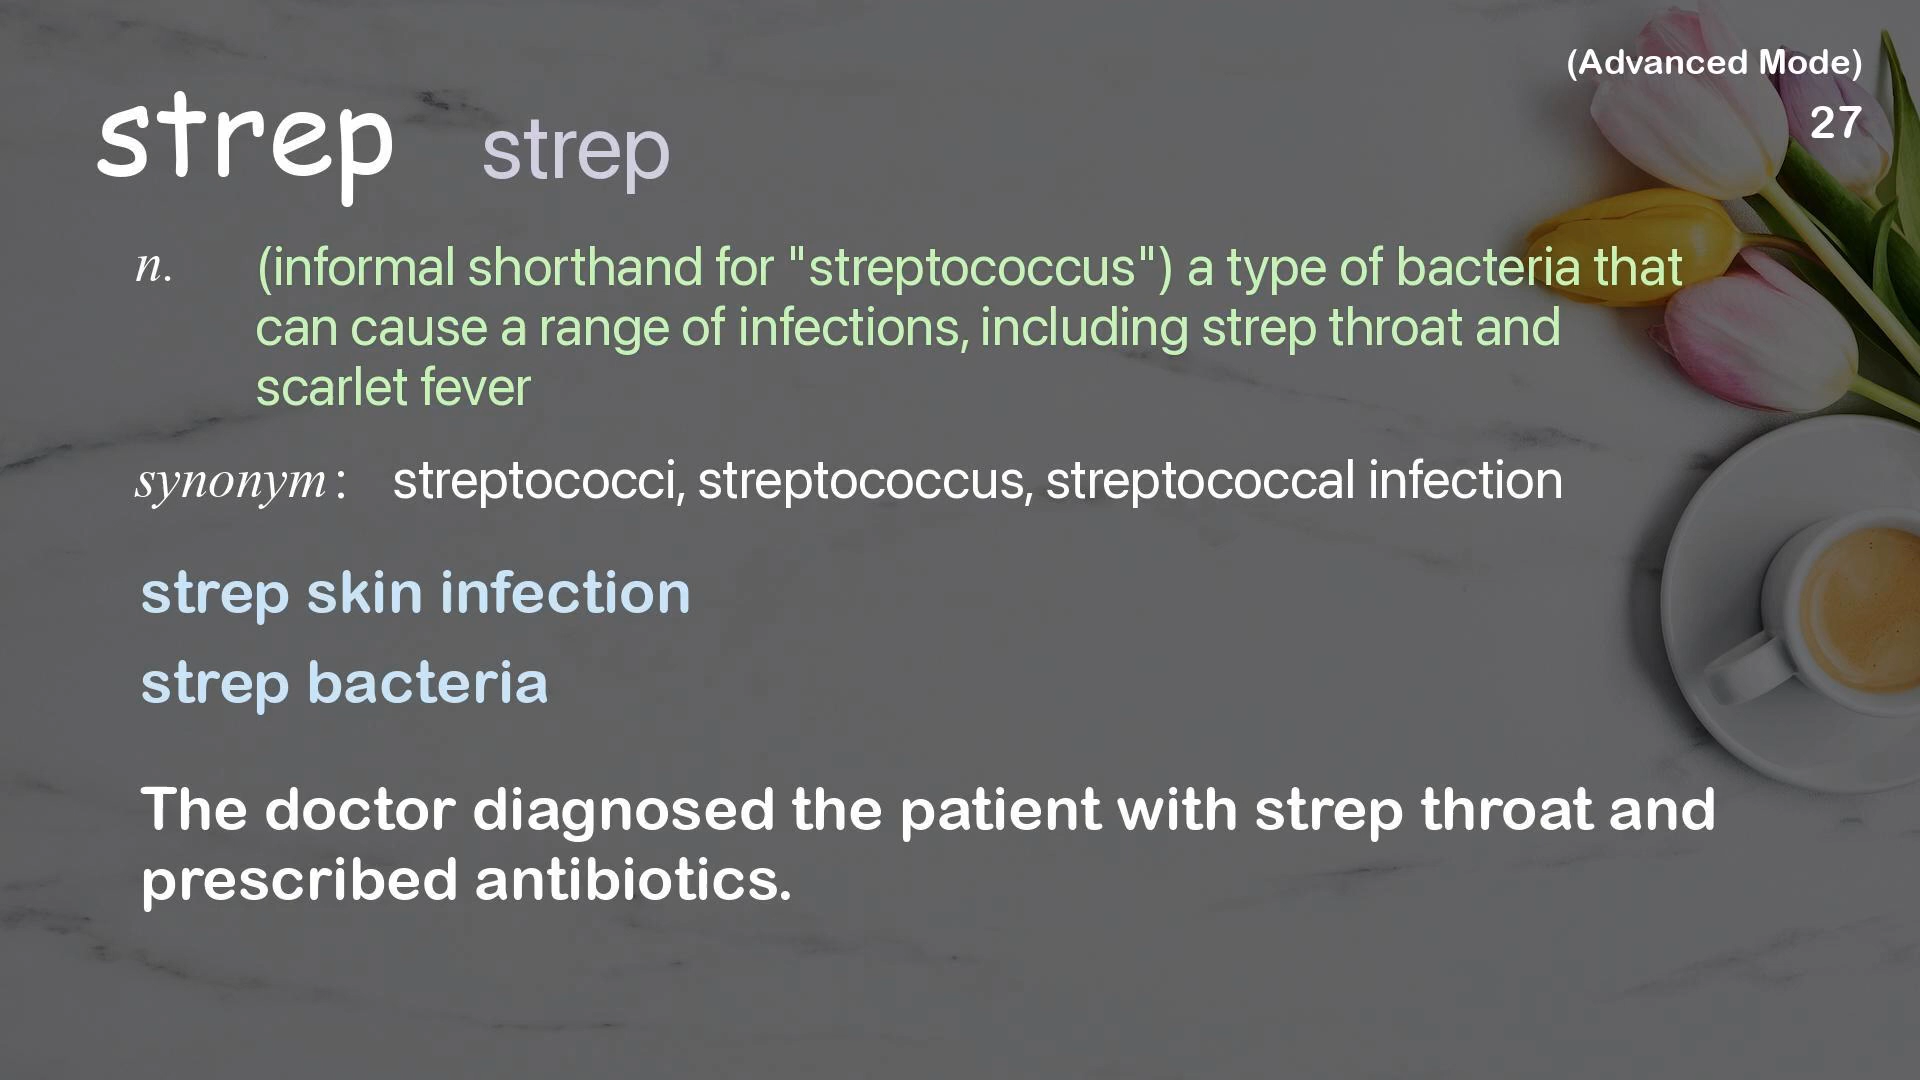 (Advanced Mode)
27
strep strep
n. (informal shorthand for "streptococcus") a type of bacteria that
can cause a range of infections, including strep throat and
scarlet fever
synonym: streptococci, streptococcus, streptococcal infection
strep skin infection
strep bacteria
The doctor diagnosed the patient with strep throat and
prescribed antibiotics.